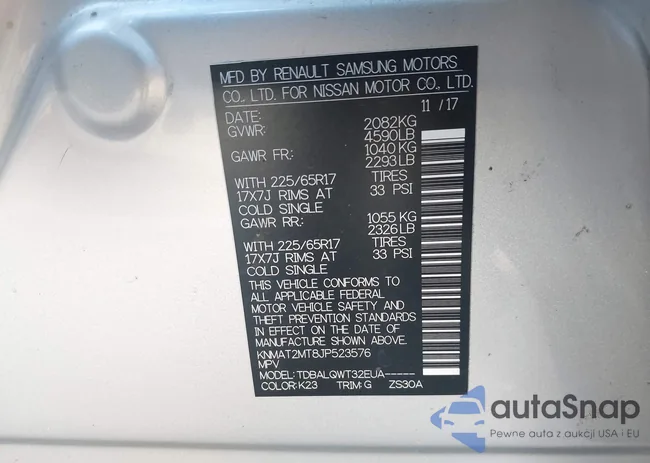 MFD BY RENAULT SAMSUNG MOTORS
CO., LTD. FOR NISSAN MOTOR CO., LTD.
DATE: 11 / 17
GVWR: 2082KG
4590LB
GAWR FR: 1040 KG
2293 LB
WITH 225/65R17 TIRES
17X7J RIMS AT 33 PSI
COLD SINGLE
GAWR RR: 1055 KG
2326 LB
WITH 225/65R17 TIRES
17X7J RIMS AT 33 PSI
COLD SINGLE
THIS VEHICLE CONFORMS TO
ALL APPLICABLE FEDERAL
MOTOR VEHICLE SAFETY AND
THEFT PREVENTION STANDARDS
IN EFFECT ON THE DATE OF
MANUFACTURE SHOWN ABOVE.
KNMAT2MT8JP523576
MPV
MODEL: TDBALQWT32EUA-----
COLOR: K23 TRIM: G ZS30A
autaSnap
Pewne auta z aukcji USA i EU